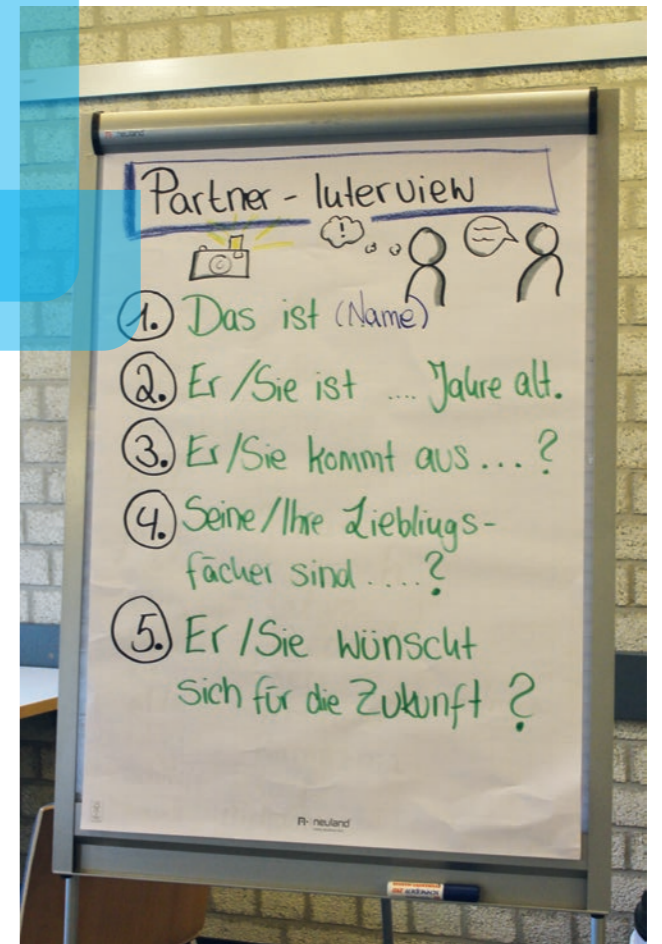 neuland
Partner - Interview
!
1. Das ist (Name)
2. Er/Sie ist .... Jahre alt.
3. Er/Sie kommt aus ... ?
4. Seine/Ihre Lieblings-
fächer sind ....?
5. Er/Sie wünscht
sich für die Zukunft ?
neuland